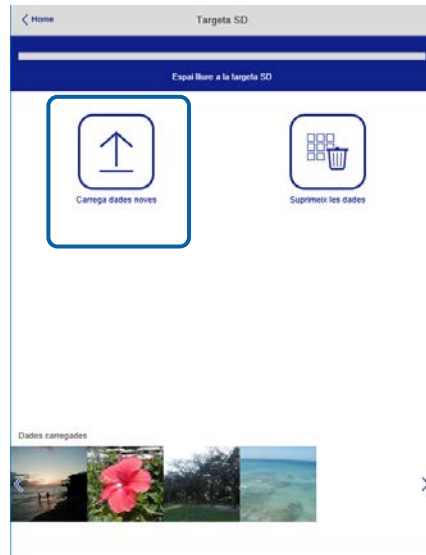 Home
Targeta SD
Espai lliure a la targeta SD
Carrega dades noves
Suprimeix les dades
Dades carregades